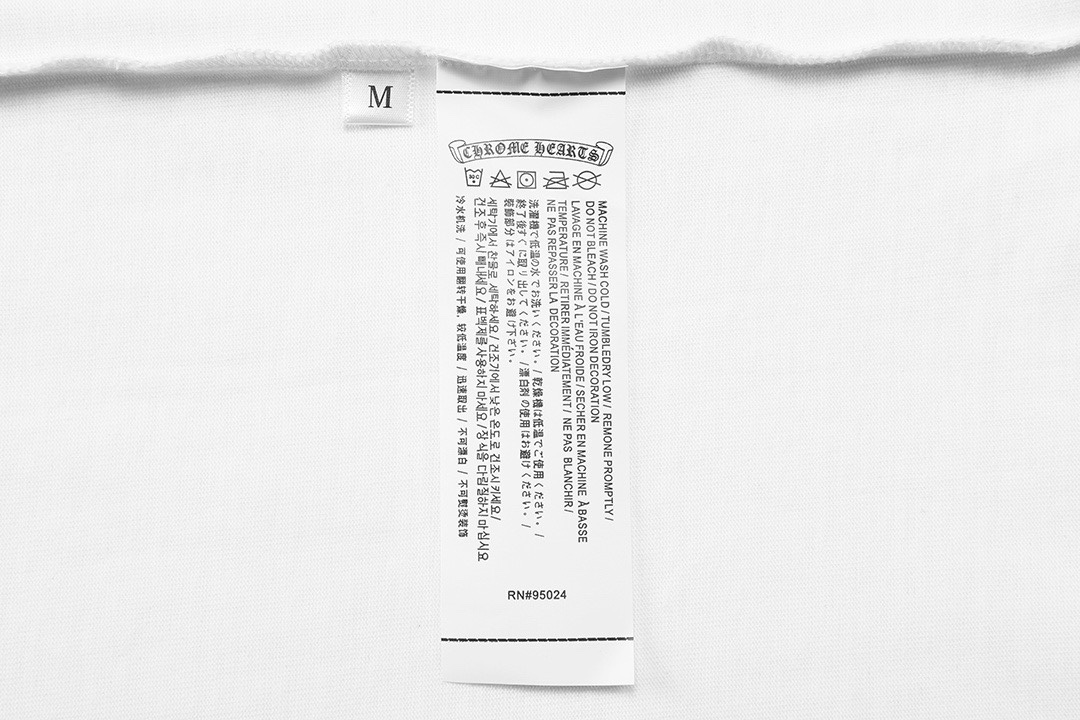 M
CHROME HEARTS
MACHINE WASH COLD / TUMBLEDRY LOW / REMONE PROMPTLY /
DO NOT BLEACH / DO NOT IRON DECORATION
LAVAGE EN MACHINE À L'EAU FROIDE / SECHER EN MACHINE À BASSE
TEMPERATURE / RETIRER IMMÉDIATEMENT / NE PAS BLANCHIR /
NE PAS REPASSER LA DECORATION
洗濯機で低温の水でお洗いください。/ 乾燥機は低温でご使用ください。/
終了後すぐに取り出してください。/ 漂白剤の使用はお避けください。/
装飾部分はアイロンをお避け下さい。
세탁기에서 찬물로 세탁하세요 / 건조기에서 낮은 온도로 건조시키세요 /
건조 후 즉시 빼내세요 / 표백제를 사용하지 마세요 / 장식을 다림질하지 마십시요
冷水机洗 / 可使用翻转干燥，较低温度 / 迅速取出 / 不可漂白 / 不可熨烫装饰
RN#95024